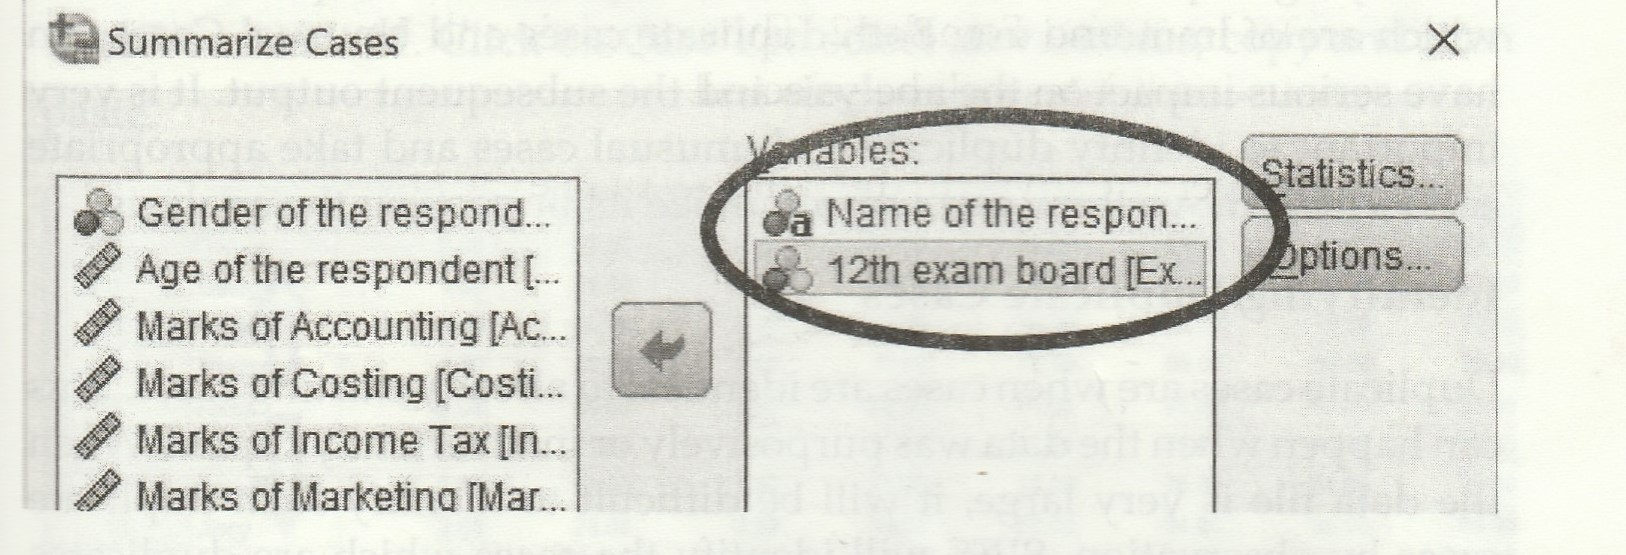 Summarize Cases
Variables:
Gender of the respond...
Age of the respondent [...
Marks of Accounting [Ac...
Marks of Costing [Costi...
Marks of Income Tax [In...
Marks of Marketing [Mar...
Name of the respon...
12th exam board [Ex...
Statistics...
Options...